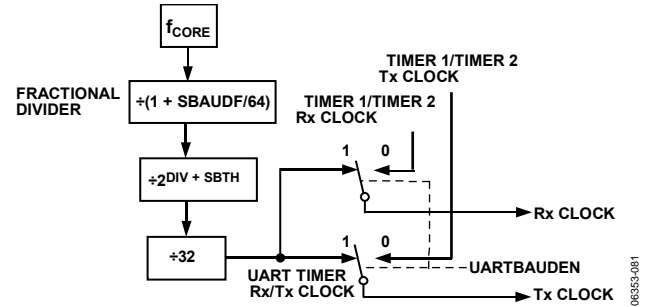 fCORE
FRACTIONAL
DIVIDER
÷(1 + SBAUDF/64)
TIMER 1/TIMER 2
Tx CLOCK
TIMER 1/TIMER 2
Rx CLOCK
1 0
÷2DIV + SBTH
Rx CLOCK
÷32
1 0
UART TIMER
Rx/Tx CLOCK
UARTBAUDEN
Tx CLOCK
06353-081